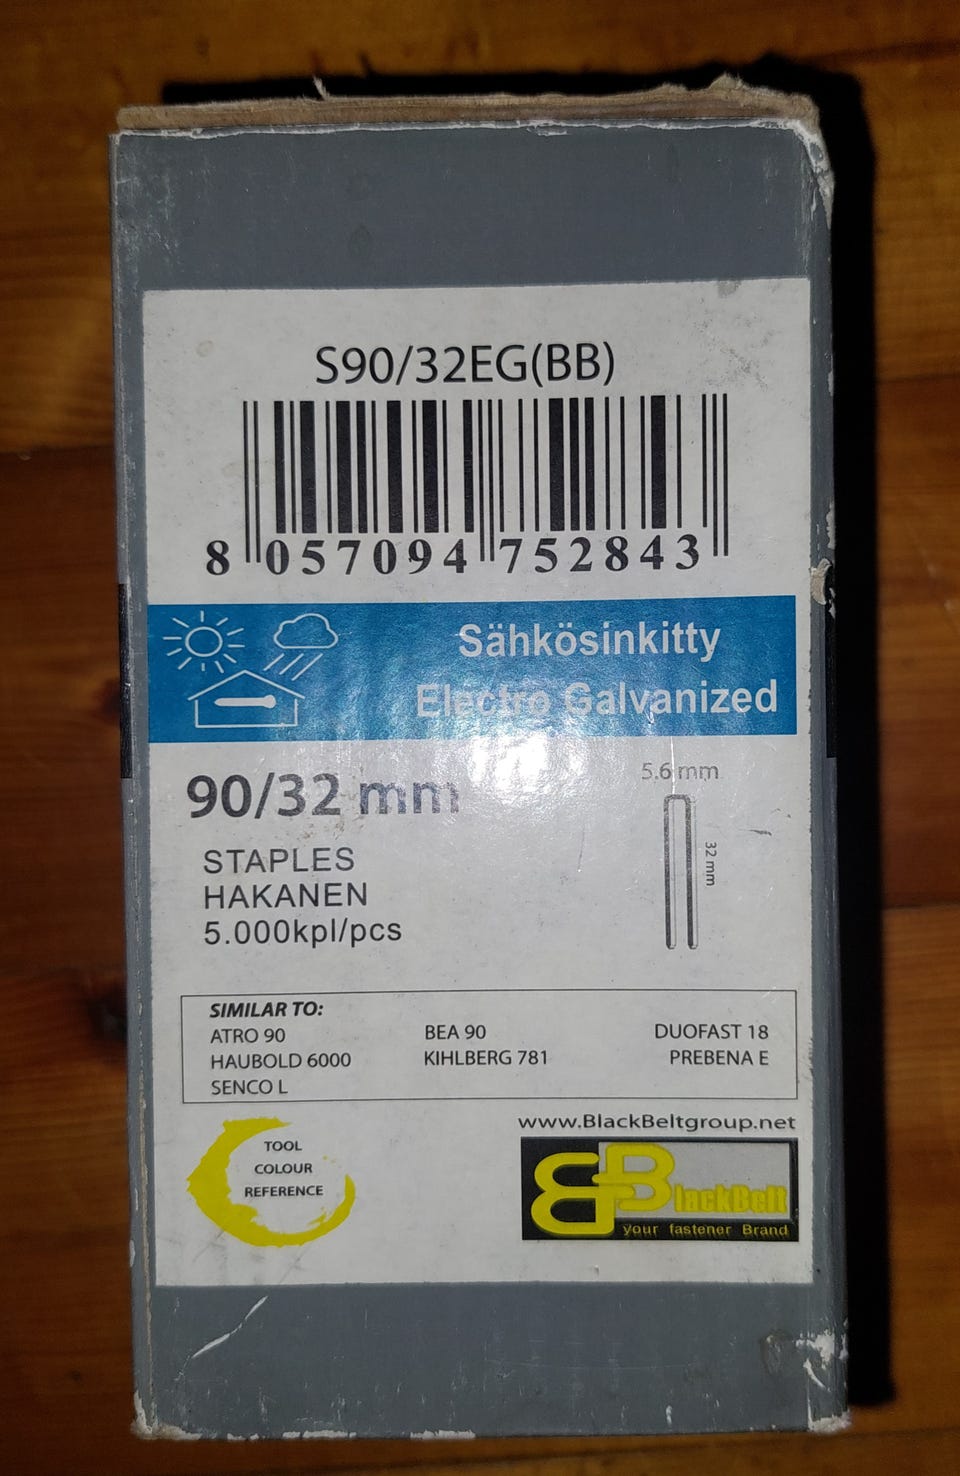 S90/32EG(BB)
8 057094 752843
Sähkösinkitty
Electro Galvanized
90/32 mm
5.6 mm
32 mm
STAPLES
HAKANEN
5.000kpl/pcs
SIMILAR TO:
ATRO 90 BEA 90 DUOFAST 18
HAUBOLD 6000 KIHLBERG 781 PREBENA E
SENCO L
www.BlackBeltgroup.net
TOOL
COLOUR
REFERENCE
BB
BlackBelt
your fastener Brand